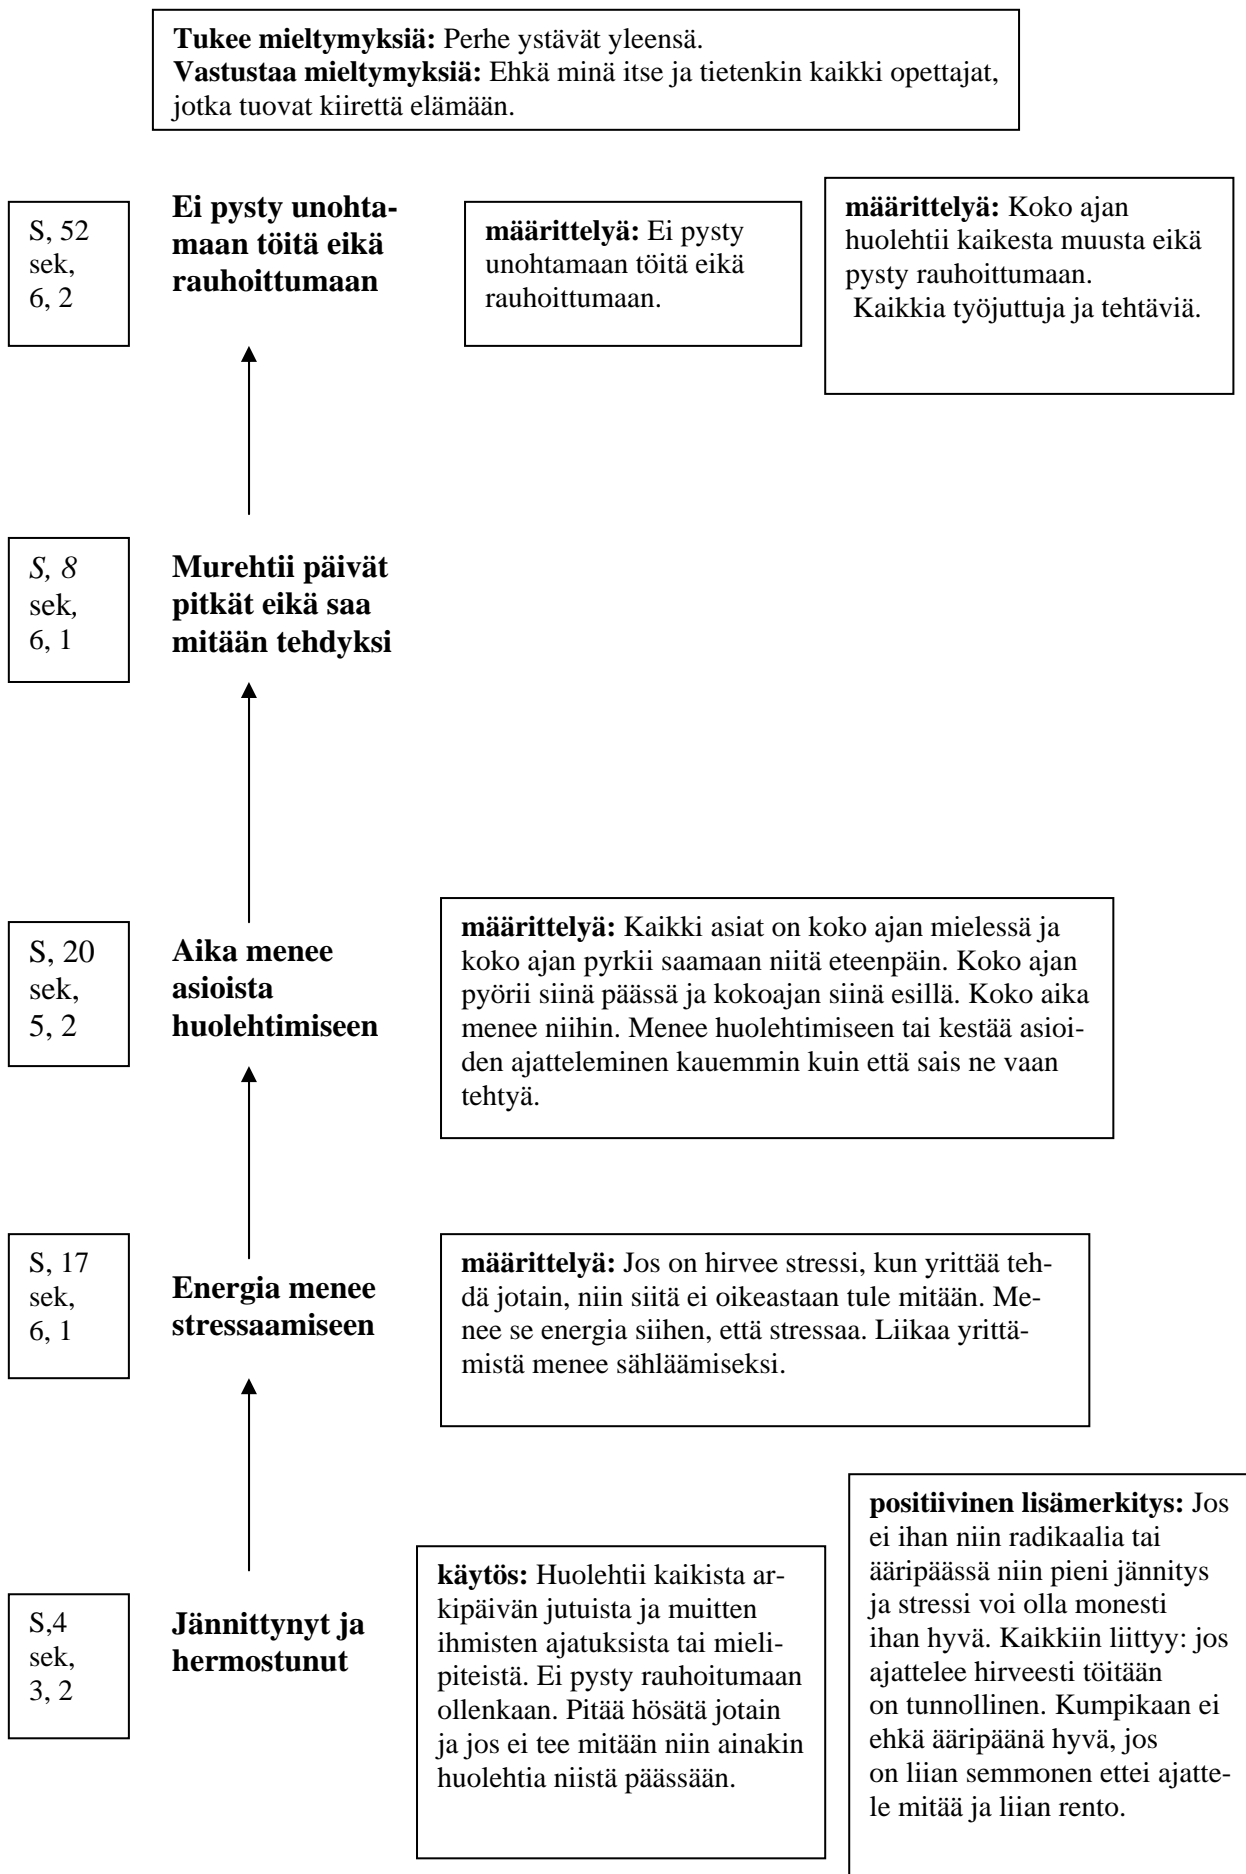 Tukee mieltymyksiä: Perhe ystävät yleensä.
Vastustaa mieltymyksiä: Ehkä minä itse ja tietenkin kaikki opettajat,
jotka tuovat kiirettä elämään.
S, 52
sek,
6, 2
Ei pysty unohta-
maan töitä eikä
rauhoittumaan
määrittelyä: Ei pysty
unohtamaan töitä eikä
rauhoittumaan.
määrittelyä: Koko ajan
huolehtii kaikesta muusta eikä
pysty rauhoittumaan.
Kaikkia työjuttuja ja tehtäviä.
S, 8
sek,
6, 1
Murehtii päivät
pitkät eikä saa
mitään tehdyksi
S, 20
sek,
5, 2
Aika menee
asioista
huolehtimiseen
määrittelyä: Kaikki asiat on koko ajan mielessä ja
koko ajan pyrkii saamaan niitä eteenpäin. Koko ajan
pyörii siinä päässä ja kokoajan siinä esillä. Koko aika
menee niihin. Menee huolehtimiseen tai kestää asioi-
den ajatteleminen kauemmin kuin että sais ne vaan
tehtyä.
S, 17
sek,
6, 1
Energia menee
stressaamiseen
määrittelyä: Jos on hirvee stressi, kun yrittää teh-
dä jotain, niin siitä ei oikeastaan tule mitään. Me-
nee se energia siihen, että stressaa. Liikaa yrittä-
mistä menee sähläämiseksi.
S,4
sek,
3, 2
Jännittynyt ja
hermostunut
käytös: Huolehtii kaikista ar-
kipäivän jutuista ja muitten
ihmisten ajatuksista tai mieli-
piteistä. Ei pysty rauhoitumaan
ollenkaan. Pitää hösätä jotain
ja jos ei tee mitään niin ainakin
huolehtia niistä päässään.
positiivinen lisämerkitys: Jos
ei ihan niin radikaalia tai
ääripäässä niin pieni jännitys
ja stressi voi olla monesti
ihan hyvä. Kaikkiin liittyy: jos
ajattelee hirveesti töitään
on tunnollinen. Kumpikaan ei
ehkä ääripäänä hyvä, jos
on liian semmonen ettei ajatte-
le mitää ja liian rento.